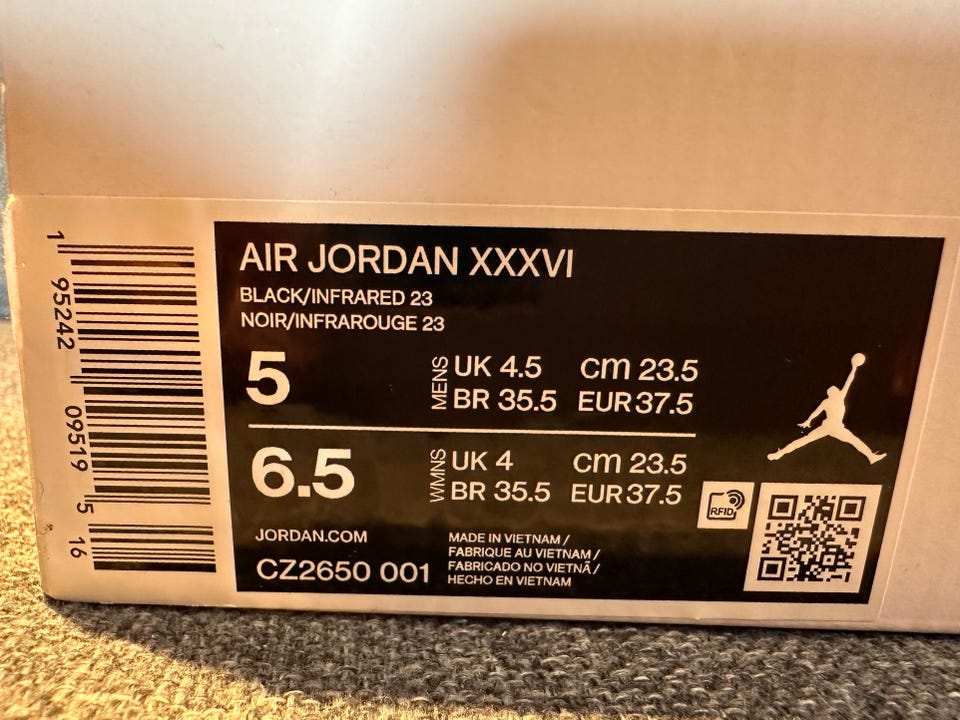 AIR JORDAN XXXVI
BLACK/INFRARED 23
NOIR/INFRAROUGE 23
5
MENS
UK 4.5 cm 23.5
BR 35.5 EUR 37.5
6.5
WMNS
UK 4 cm 23.5
BR 35.5 EUR 37.5
JORDAN.COM
CZ2650 001
MADE IN VIETNAM /
FABRIQUE AU VIETNAM /
FABRICADO NO VIETNÃ /
HECHO EN VIETNAM
RFID
1 95242 09519 5 16